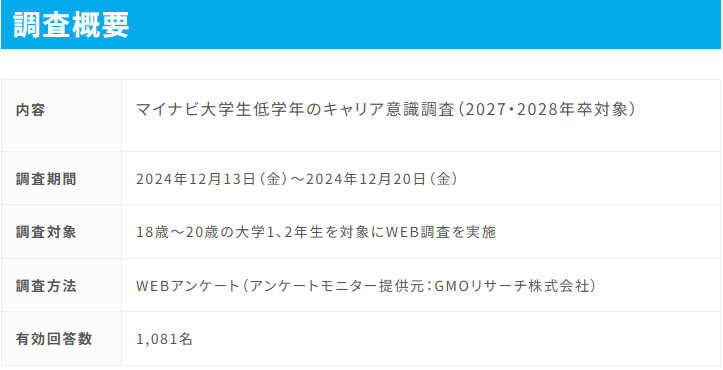 調査概要
内容
マイナビ大学生低学年のキャリア意識調査（2027・2028年卒対象）
調査期間
2024年12月13日（金）～2024年12月20日（金）
調査対象
18歳～20歳の大学1、2年生を対象にWEB調査を実施
調査方法
WEBアンケート（アンケートモニター提供元：GMOリサーチ株式会社）
有効回答数
1,081名